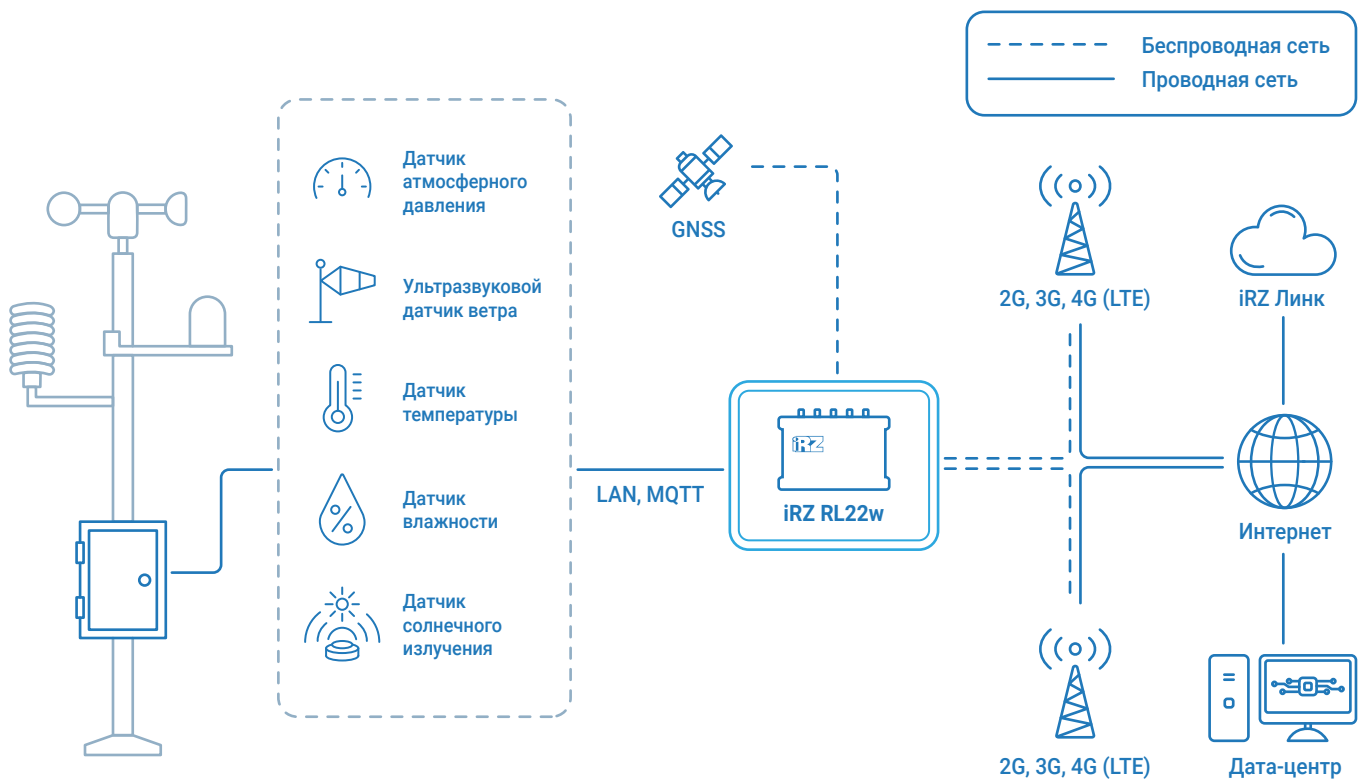 Беспроводная сеть
Проводная сеть
Датчик
атмосферного
давления
Ультразвуковой
датчик ветра
Датчик
температуры
Датчик
влажности
Датчик
солнечного
излучения
GNSS
LAN, MQTT
iRZ
iRZ RL22w
2G, 3G, 4G (LTE)
iRZ Линк
Интернет
2G, 3G, 4G (LTE)
Дата-центр